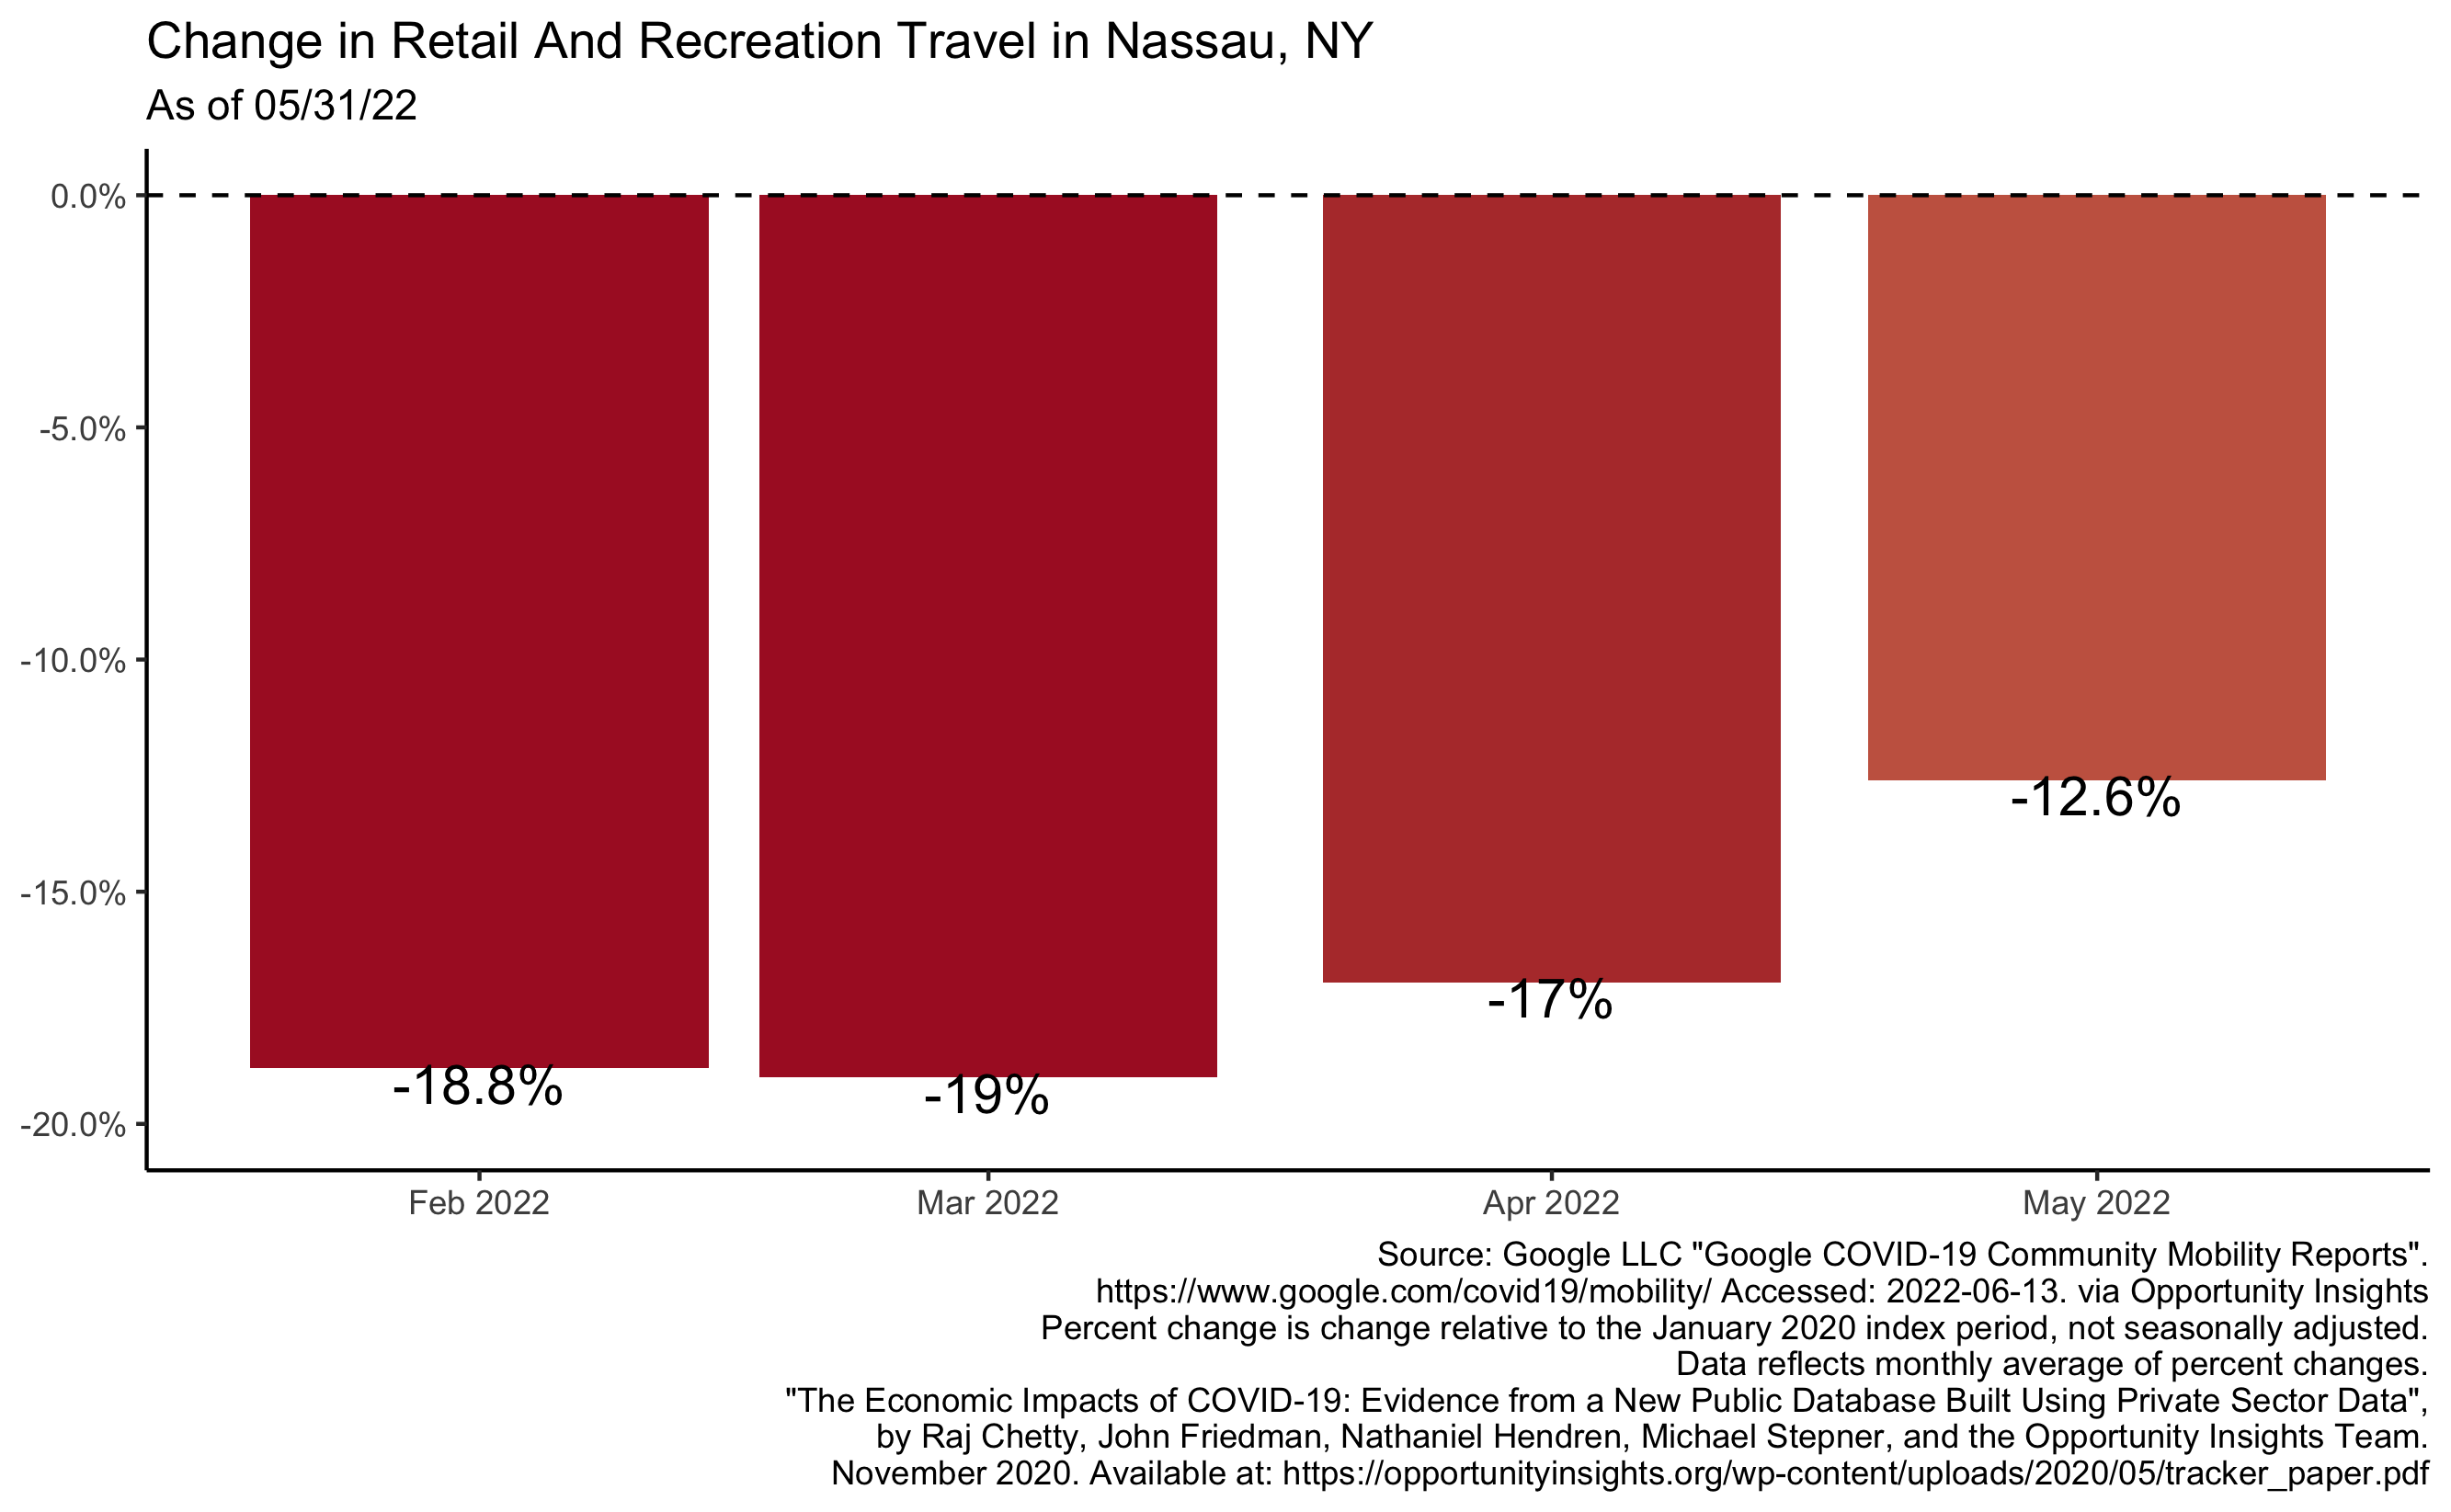 Change in Retail And Recreation Travel in Nassau, NY
As of 05/31/22
0.0%
-5.0%
-10.0%
-15.0%
-20.0%
-18.8%
-19%
-17%
-12.6%
Feb 2022
Mar 2022
Apr 2022
May 2022
Source: Google LLC "Google COVID-19 Community Mobility Reports".
https://www.google.com/covid19/mobility/ Accessed: 2022-06-13. via Opportunity Insights
Percent change is change relative to the January 2020 index period, not seasonally adjusted.
Data reflects monthly average of percent changes.
"The Economic Impacts of COVID-19: Evidence from a New Public Database Built Using Private Sector Data",
by Raj Chetty, John Friedman, Nathaniel Hendren, Michael Stepner, and the Opportunity Insights Team.
November 2020. Available at: https://opportunityinsights.org/wp-content/uploads/2020/05/tracker_paper.pdf